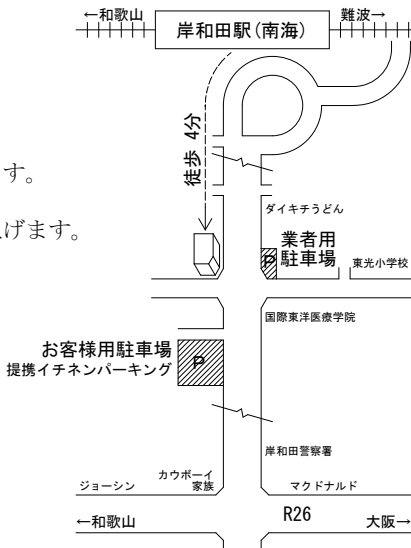 ←和歌山
難波→
岸和田駅(南海)
徒歩 4分
す。
げます。
ダイキチうどん
業者用
駐車場
P
東光小学校
国際東洋医療学院
お客様用駐車場
提携イチネンパーキング
P
岸和田警察署
カウボーイ
家族
ジョーシン
マクドナルド
←和歌山
R26
大阪→